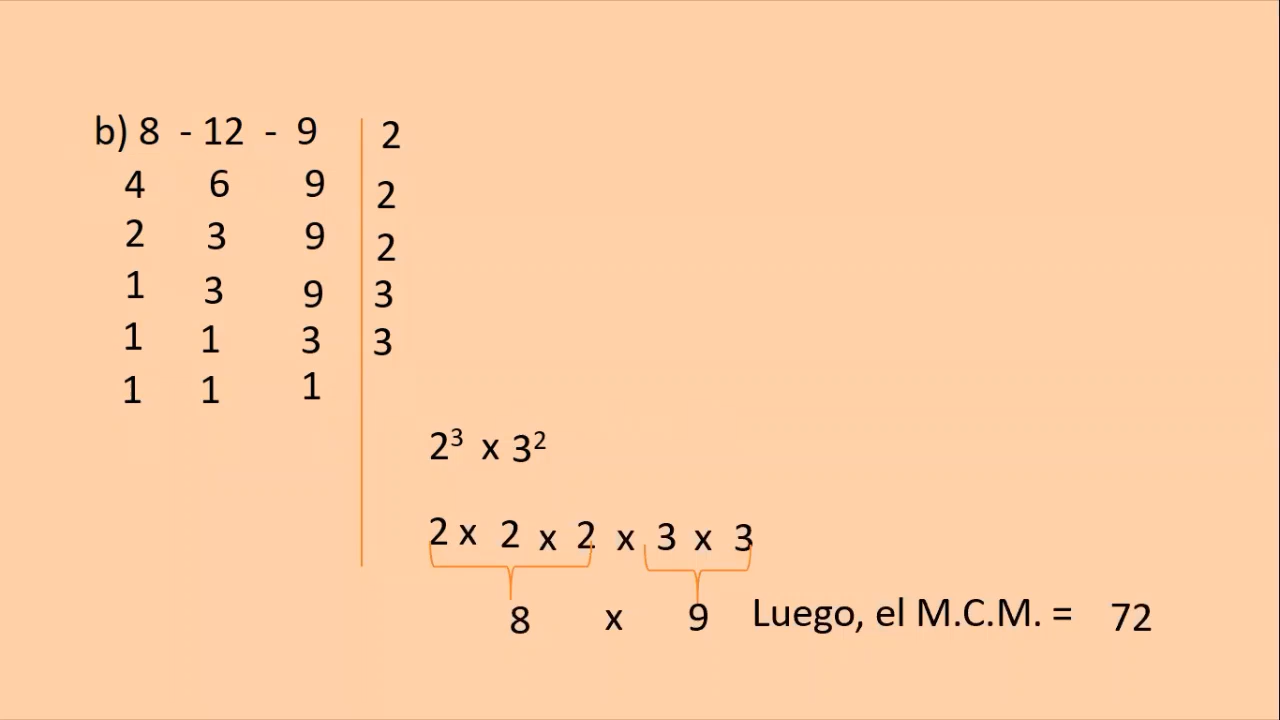 b) 8 - 12 - 9 2
4 6 9 2
2 3 9 2
1 3 9 3
1 1 3 3
1 1 1
2³ x 3²
2 x 2 x 2 x 3 x 3
8 x 9 Luego, el M.C.M. = 72